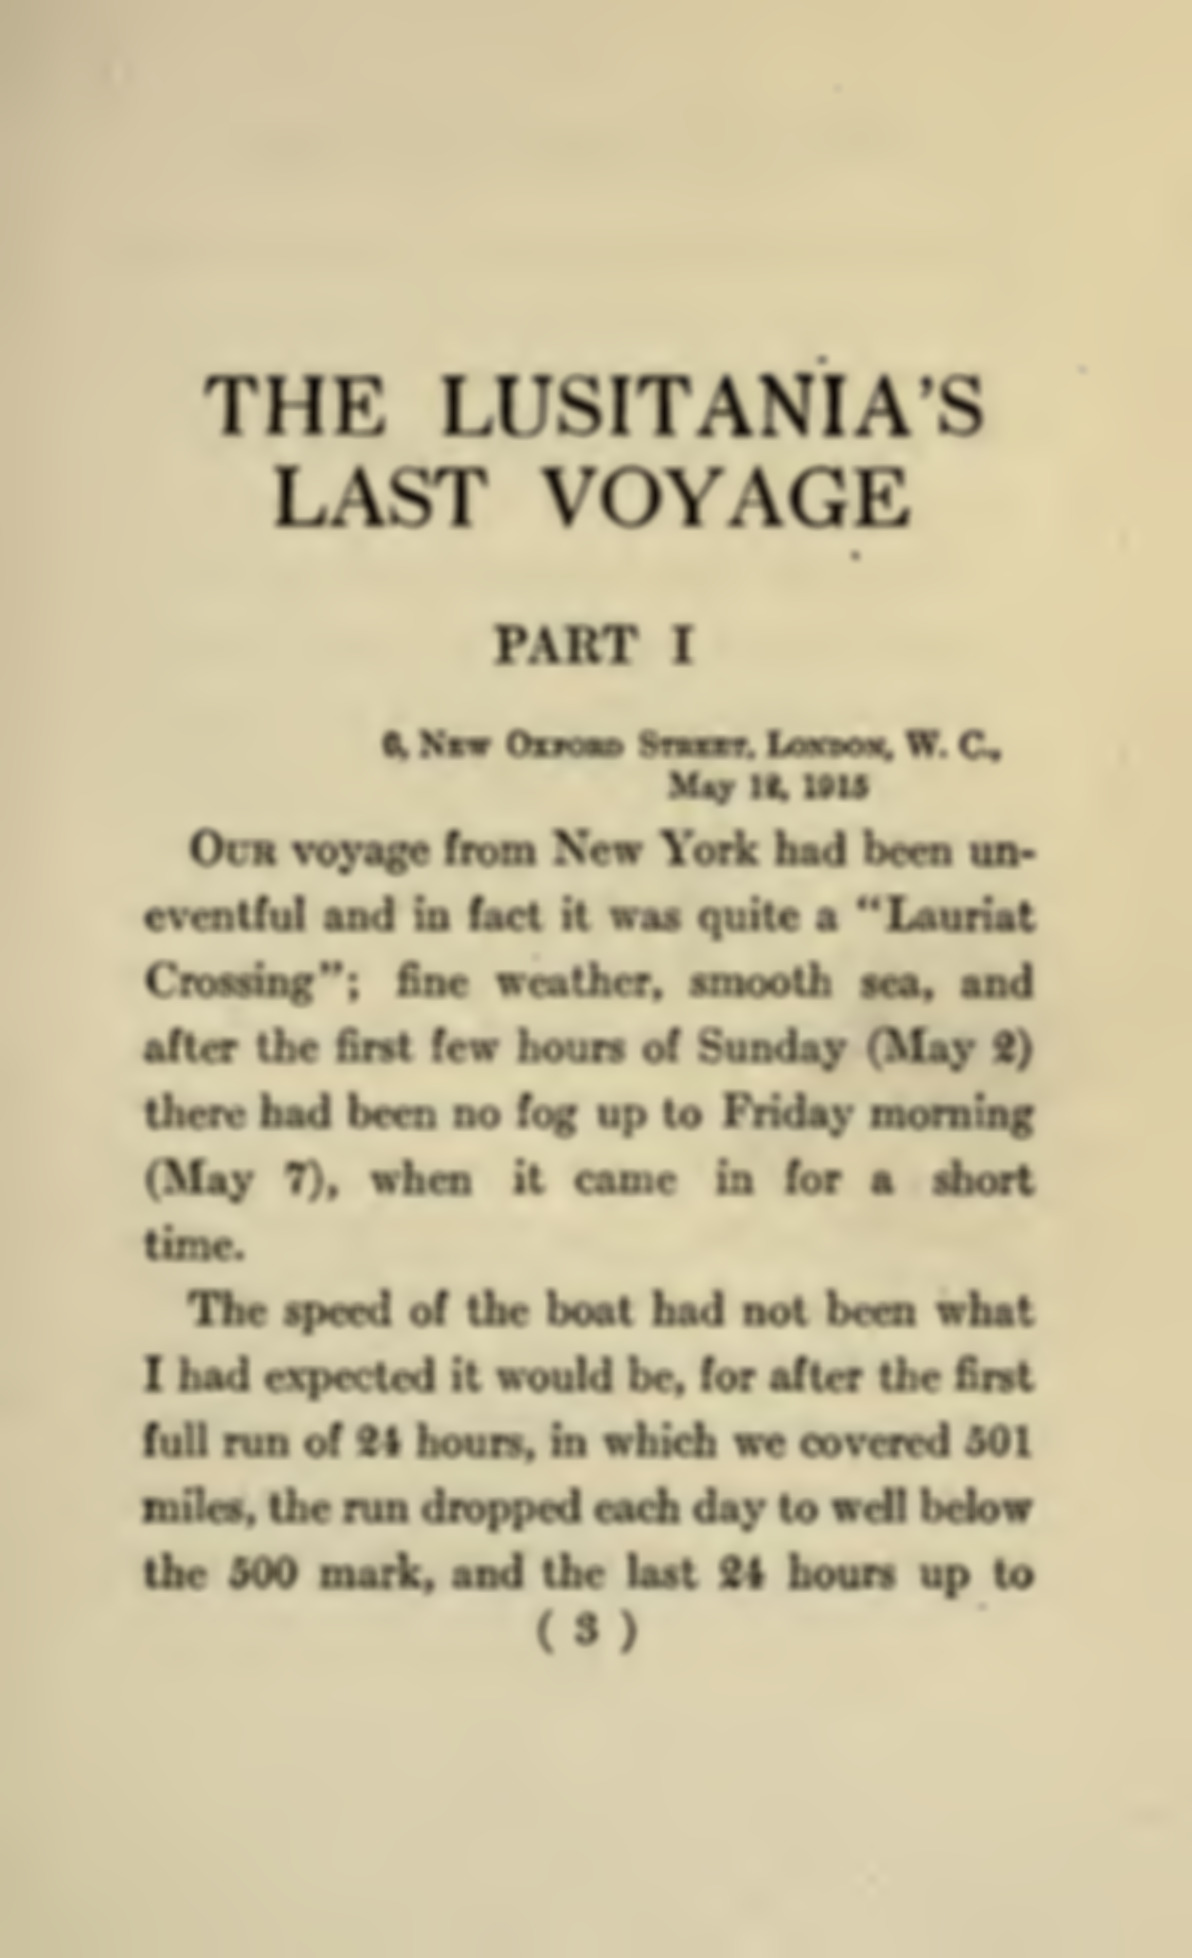 THE LUSITANIA'S
LAST VOYAGE
PART I
6, NEW OXFORD STREET, LONDON, W. C.,
May 12, 1915
OUR voyage from New York had been un-
eventful and in fact it was quite a “Lauriat
Crossing”; fine weather, smooth sea, and
after the first few hours of Sunday (May 2)
there had been no fog up to Friday morning
(May 7), when it came in for a short
time.
The speed of the boat had not been what
I had expected it would be, for after the first
full run of 24 hours, in which we covered 501
miles, the run dropped each day to well below
the 500 mark, and the last 24 hours up to
( 3 )